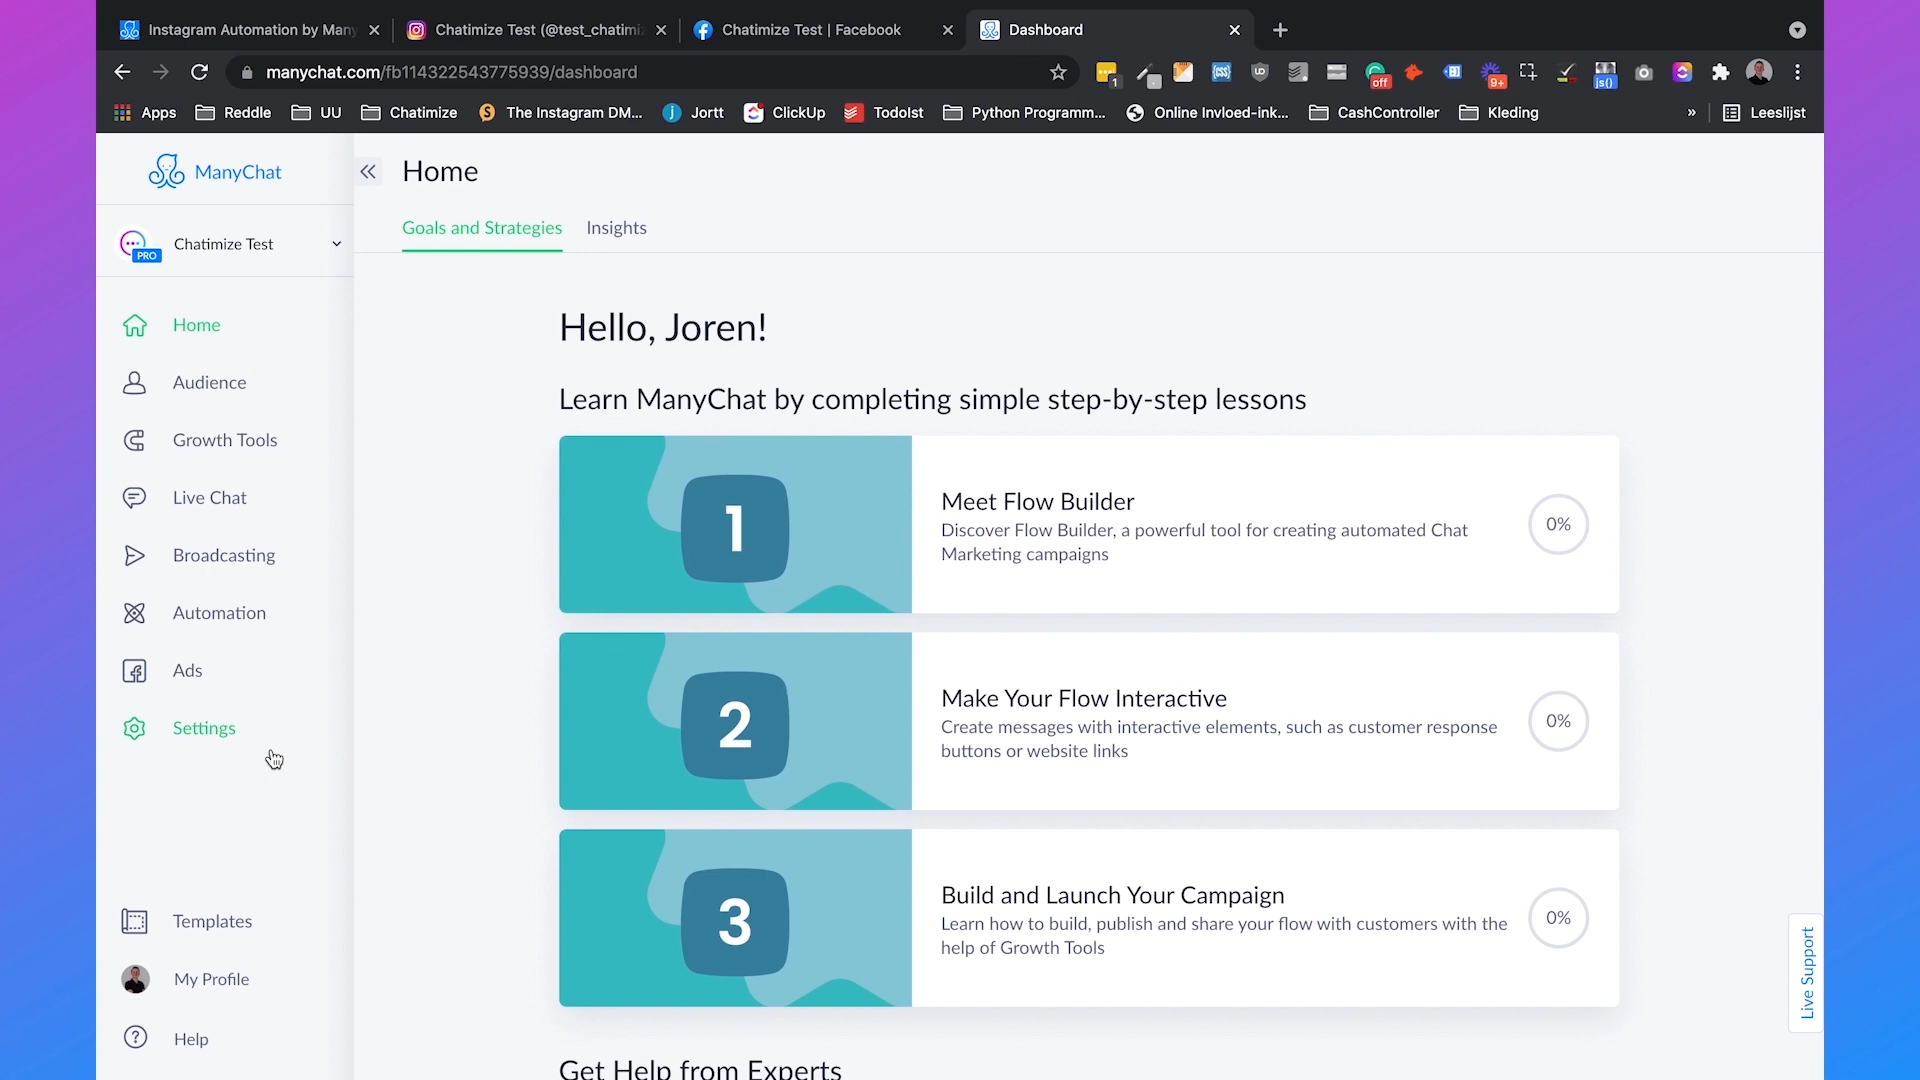 Instagram Automation by Many
Chatimize Test (@test_chatimiz
Chatimize Test | Facebook
Dashboard
manychat.com/fb114322543775939/dashboard
1
off
9+
js()
Apps
Reddle
UU
Chatimize
The Instagram DM...
Jortt
ClickUp
TodoIst
Python Programm...
Online Invloed-ink...
CashController
Kleding
»
Leeslijst
ManyChat
Home
PRO
Chatimize Test
Goals and Strategies
Insights
Home
Audience
Growth Tools
Live Chat
Broadcasting
Automation
Ads
Settings
Templates
My Profile
Help
Hello, Joren!
Learn ManyChat by completing simple step-by-step lessons
1
Meet Flow Builder
Discover Flow Builder, a powerful tool for creating automated Chat
Marketing campaigns
0%
2
Make Your Flow Interactive
Create messages with interactive elements, such as customer response
buttons or website links
0%
3
Build and Launch Your Campaign
Learn how to build, publish and share your flow with customers with the
help of Growth Tools
0%
Get Help from Experts
Live Support